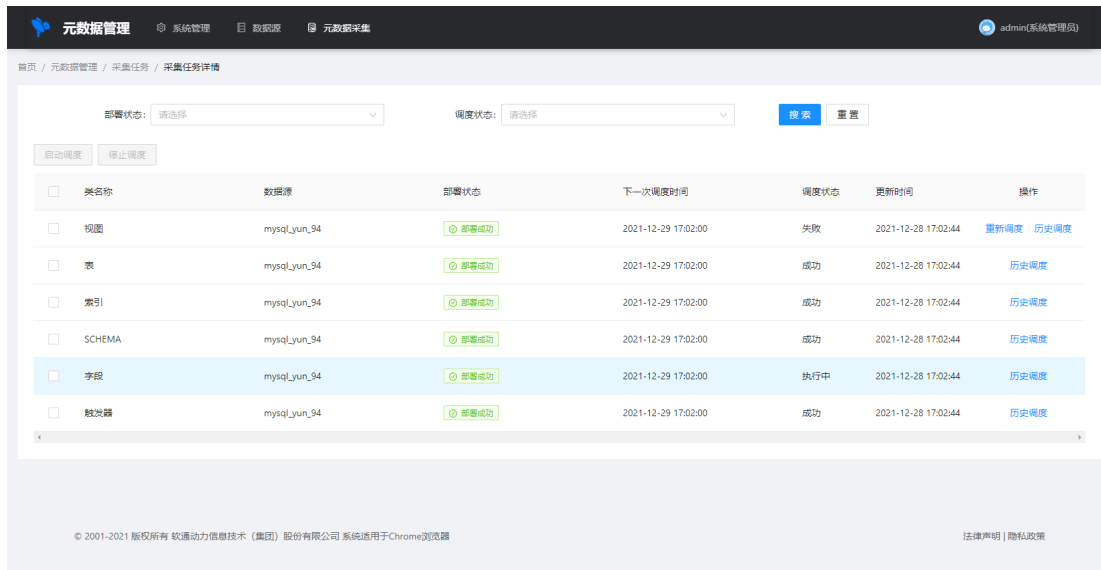 元数据管理 系统管理 数据源 元数据采集 admin(系统管理员)
首页 / 元数据管理 / 采集任务 / 采集任务详情
部署状态: 请选择 调度状态: 请选择 搜索 重置
启动调度 停止调度
类名称 数据源 部署状态 下一次调度时间 调度状态 更新时间 操作
视图 mysql_yun_94 部署成功 2021-12-29 17:02:00 失败 2021-12-28 17:02:44 重新调度 历史调度
表 mysql_yun_94 部署成功 2021-12-29 17:02:00 成功 2021-12-28 17:02:44 历史调度
索引 mysql_yun_94 部署成功 2021-12-29 17:02:00 成功 2021-12-28 17:02:44 历史调度
SCHEMA mysql_yun_94 部署成功 2021-12-29 17:02:00 成功 2021-12-28 17:02:44 历史调度
字段 mysql_yun_94 部署成功 2021-12-29 17:02:00 执行中 2021-12-28 17:02:44 历史调度
触发器 mysql_yun_94 部署成功 2021-12-29 17:02:00 成功 2021-12-28 17:02:44 历史调度
© 2001-2021 版权所有 软通动力信息技术（集团）股份有限公司 系统适用于Chrome浏览器 法律声明 | 隐私政策